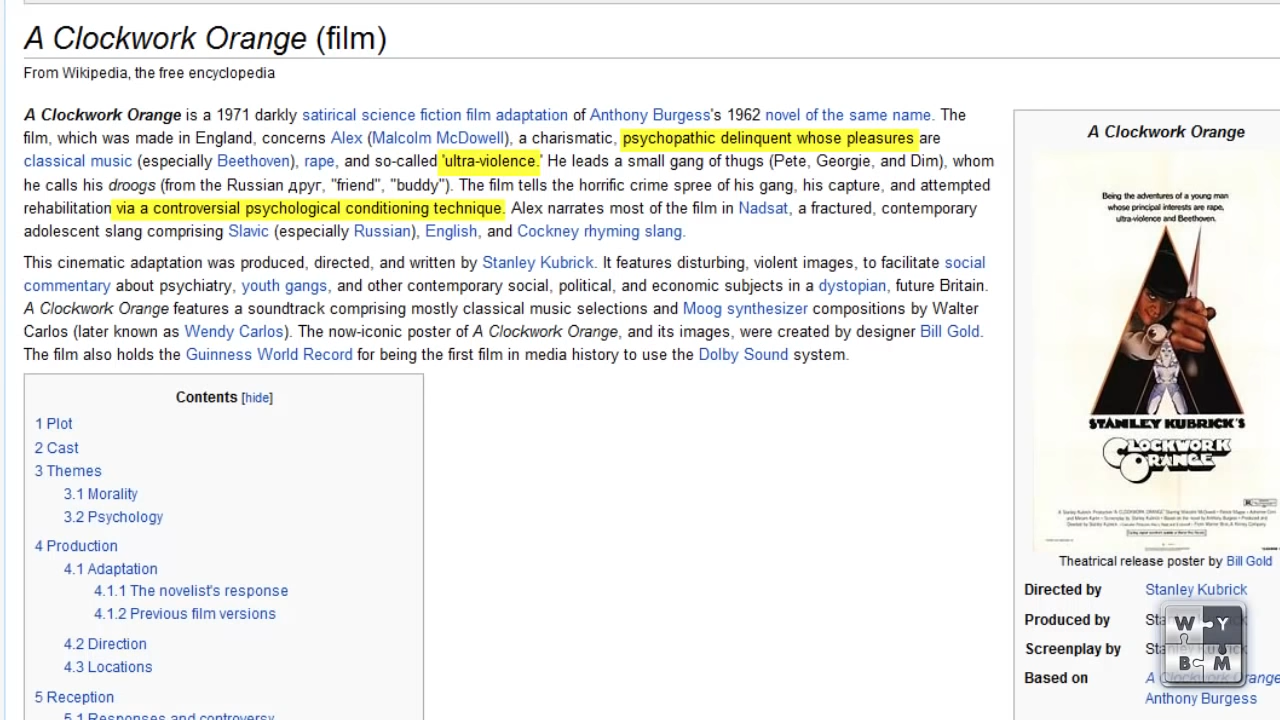 A Clockwork Orange (film)
From Wikipedia, the free encyclopedia
A Clockwork Orange is a 1971 darkly satirical science fiction film adaptation of Anthony Burgess's 1962 novel of the same name. The
film, which was made in England, concerns Alex (Malcolm McDowell), a charismatic, psychopathic delinquent whose pleasures are
classical music (especially Beethoven), rape, and so-called 'ultra-violence.' He leads a small gang of thugs (Pete, Georgie, and Dim), whom
he calls his droogs (from the Russian друг, "friend", "buddy"). The film tells the horrific crime spree of his gang, his capture, and attempted
rehabilitation via a controversial psychological conditioning technique. Alex narrates most of the film in Nadsat, a fractured, contemporary
adolescent slang comprising Slavic (especially Russian), English, and Cockney rhyming slang.
This cinematic adaptation was produced, directed, and written by Stanley Kubrick. It features disturbing, violent images, to facilitate social
commentary about psychiatry, youth gangs, and other contemporary social, political, and economic subjects in a dystopian, future Britain.
A Clockwork Orange features a soundtrack comprising mostly classical music selections and Moog synthesizer compositions by Walter
Carlos (later known as Wendy Carlos). The now-iconic poster of A Clockwork Orange, and its images, were created by designer Bill Gold.
The film also holds the Guinness World Record for being the first film in media history to use the Dolby Sound system.
Contents [hide]
1 Plot
2 Cast
3 Themes
3.1 Morality
3.2 Psychology
4 Production
4.1 Adaptation
4.1.1 The novelist's response
4.1.2 Previous film versions
4.2 Direction
4.3 Locations
5 Reception
5.1 Responses and controversy
A Clockwork Orange
Being the adventures of a young man
whose principal interests are rape,
ultra-violence and Beethoven.
STANLEY KUBRICK'S
CLOCKWORK
ORANGE
Theatrical release poster by Bill Gold
Directed by Stanley Kubrick
Produced by
Screenplay by
Based on A Clockwork Orange
Anthony Burgess
W Y
B M